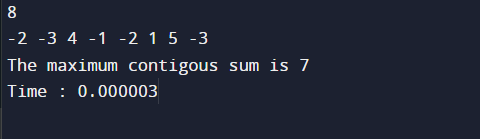 8
-2 -3 4 -1 -2 1 5 -3
The maximum contigous sum is 7
Time : 0.000003